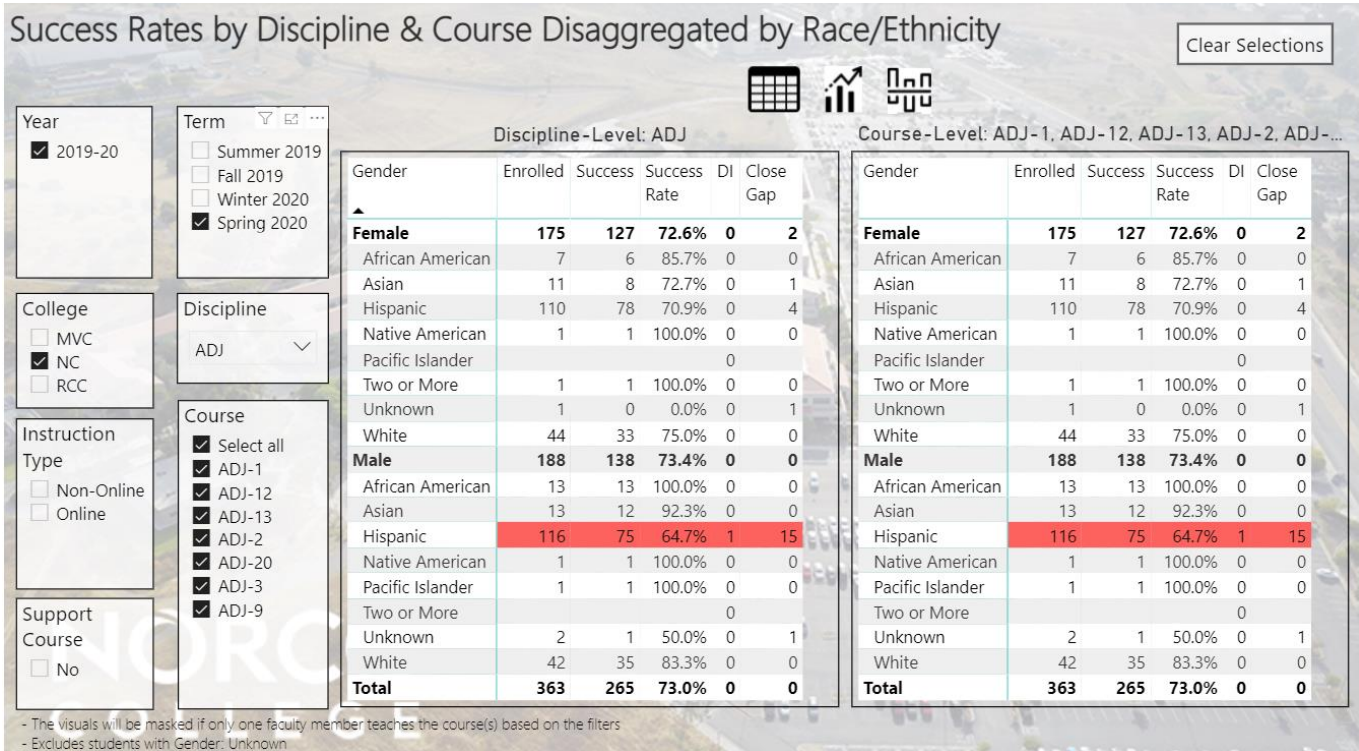 Success Rates by Discipline & Course Disaggregated by Race/Ethnicity
Clear Selections
Year
2019-20
Term
Summer 2019
Fall 2019
Winter 2020
Spring 2020
College
MVC
NC
RCC
Discipline
ADJ
Instruction
Type
Non-Online
Online
Course
Select all
ADJ-1
ADJ-12
ADJ-13
ADJ-2
ADJ-20
ADJ-3
ADJ-9
Support
Course
No
Discipline-Level: ADJ
Gender Enrolled Success Success DI Close
Rate Gap
Female 175 127 72.6% 0 2
African American 7 6 85.7% 0 0
Asian 11 8 72.7% 0 1
Hispanic 110 78 70.9% 0 4
Native American 1 1 100.0% 0 0
Pacific Islander 0
Two or More 1 1 100.0% 0 0
Unknown 1 0 0.0% 0 1
White 44 33 75.0% 0 0
Male 188 138 73.4% 0 0
African American 13 13 100.0% 0 0
Asian 13 12 92.3% 0 0
Hispanic 116 75 64.7% 1 15
Native American 1 1 100.0% 0 0
Pacific Islander 1 1 100.0% 0 0
Two or More 0
Unknown 2 1 50.0% 0 1
White 42 35 83.3% 0 0
Total 363 265 73.0% 0 0
Course-Level: ADJ-1, ADJ-12, ADJ-13, ADJ-2, ADJ-...
Gender Enrolled Success Success DI Close
Rate Gap
Female 175 127 72.6% 0 2
African American 7 6 85.7% 0 0
Asian 11 8 72.7% 0 1
Hispanic 110 78 70.9% 0 4
Native American 1 1 100.0% 0 0
Pacific Islander 0
Two or More 1 1 100.0% 0 0
Unknown 1 0 0.0% 0 1
White 44 33 75.0% 0 0
Male 188 138 73.4% 0 0
African American 13 13 100.0% 0 0
Asian 13 12 92.3% 0 0
Hispanic 116 75 64.7% 1 15
Native American 1 1 100.0% 0 0
Pacific Islander 1 1 100.0% 0 0
Two or More 0
Unknown 2 1 50.0% 0 1
White 42 35 83.3% 0 0
Total 363 265 73.0% 0 0
- The visuals will be masked if only one faculty member teaches the course(s) based on the filters
- Excludes students with Gender: Unknown